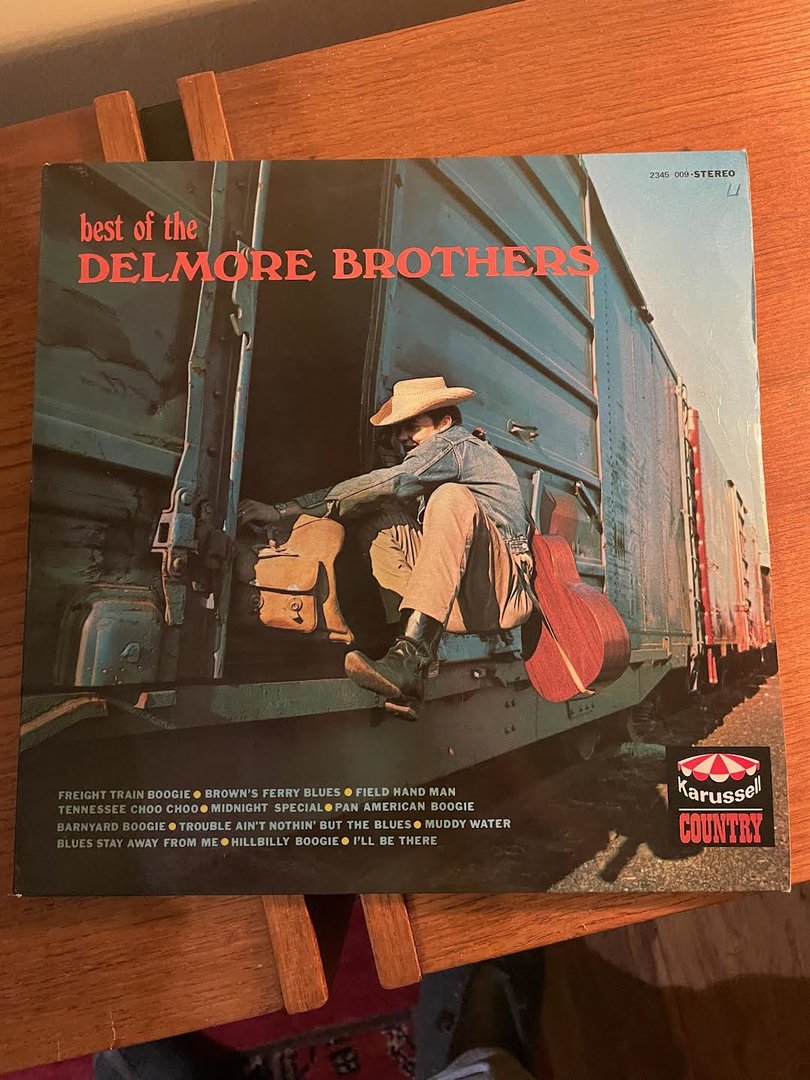 2345 009·STEREO
best of the
DELMORE BROTHERS
FREIGHT TRAIN BOOGIE ● BROWN'S FERRY BLUES ● FIELD HAND MAN
TENNESSEE CHOO CHOO ● MIDNIGHT SPECIAL ● PAN AMERICAN BOOGIE
BARNYARD BOOGIE ● TROUBLE AIN'T NOTHIN' BUT THE BLUES ● MUDDY WATER
BLUES STAY AWAY FROM ME ● HILLBILLY BOOGIE ● I'LL BE THERE
Karussell
COUNTRY